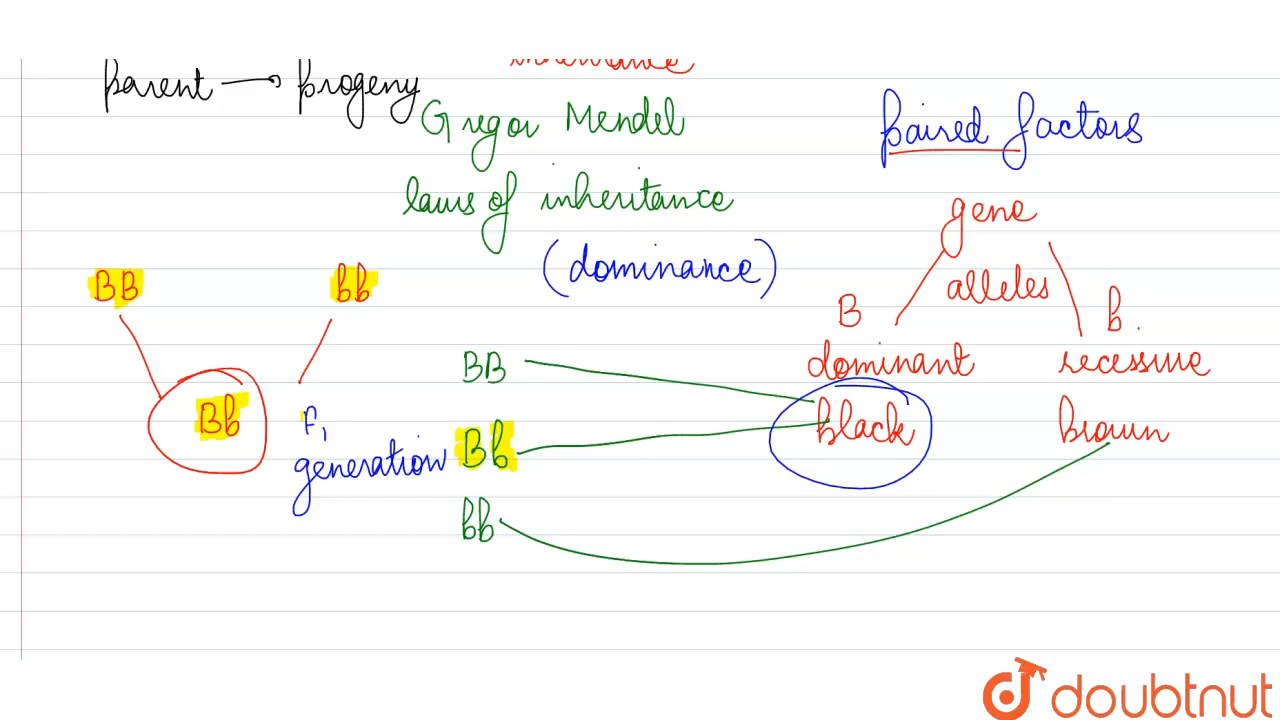 inheritance
Parent → Progeny
Gregor Mendel
Paired factors
laws of inheritance
gene
(dominance)
alleles
BB
bb
B
b
BB
dominant
recessive
Bb
F1
generation
Bb
black
brown
bb
doubtnut